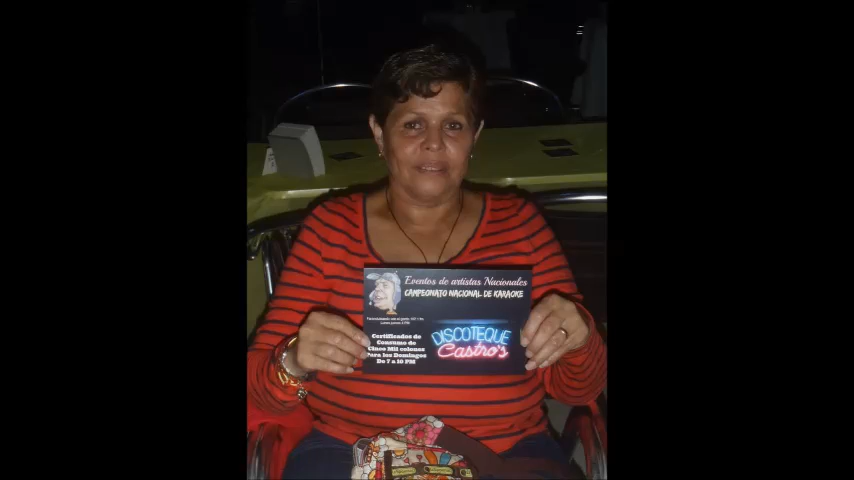 Eventos de artistas Nacionales
CAMPEONATO NACIONAL DE KARAOKE
Certificados de
Consumo de
Cinco Mil colones
Para los Domingos
De 7 a 10 PM
DISCOTEQUE
Castro's